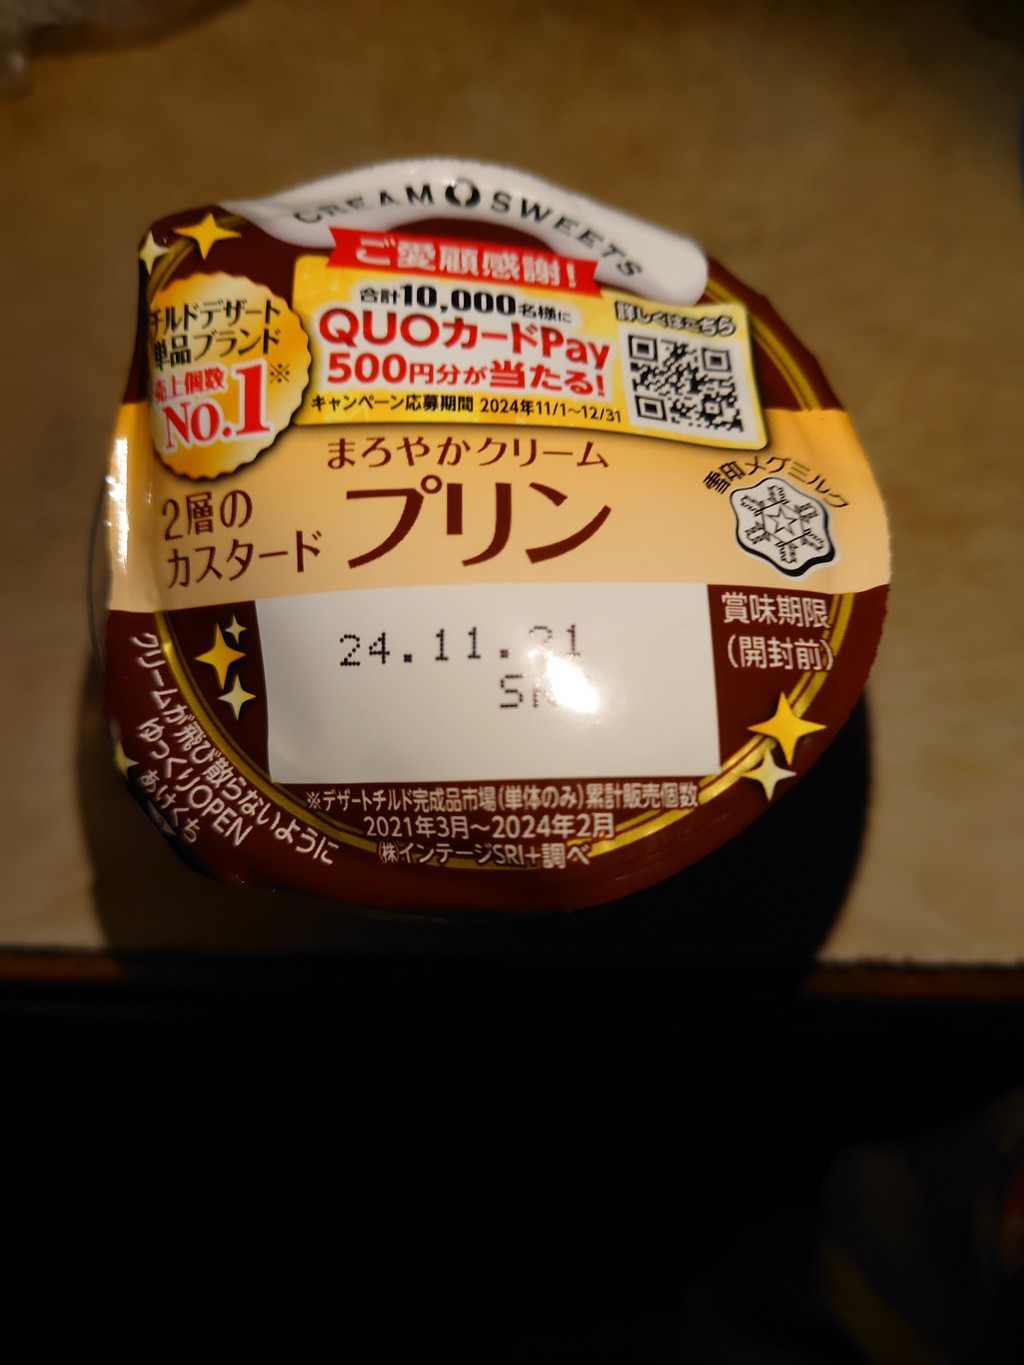 CREAM SWEETS
ご愛顧感謝!
合計10,000名様に
QUOカードPay
500円分が当たる!
キャンペーン応募期間 2024年11/1~12/31
詳しくはこちら
チルドデザート
単品ブランド
売上個数
No.1※
まろやかクリーム
プリン
2層の
カスタード
雪印メグミルク
24.11.21
賞味期限
(開封前)
クリームが飛び散らないように
ゆっくりOPEN
あけくち
※デザートチルド完成品市場(単体のみ)累計販売個数
2021年3月~2024年2月
㈱インテージSRI+調べ